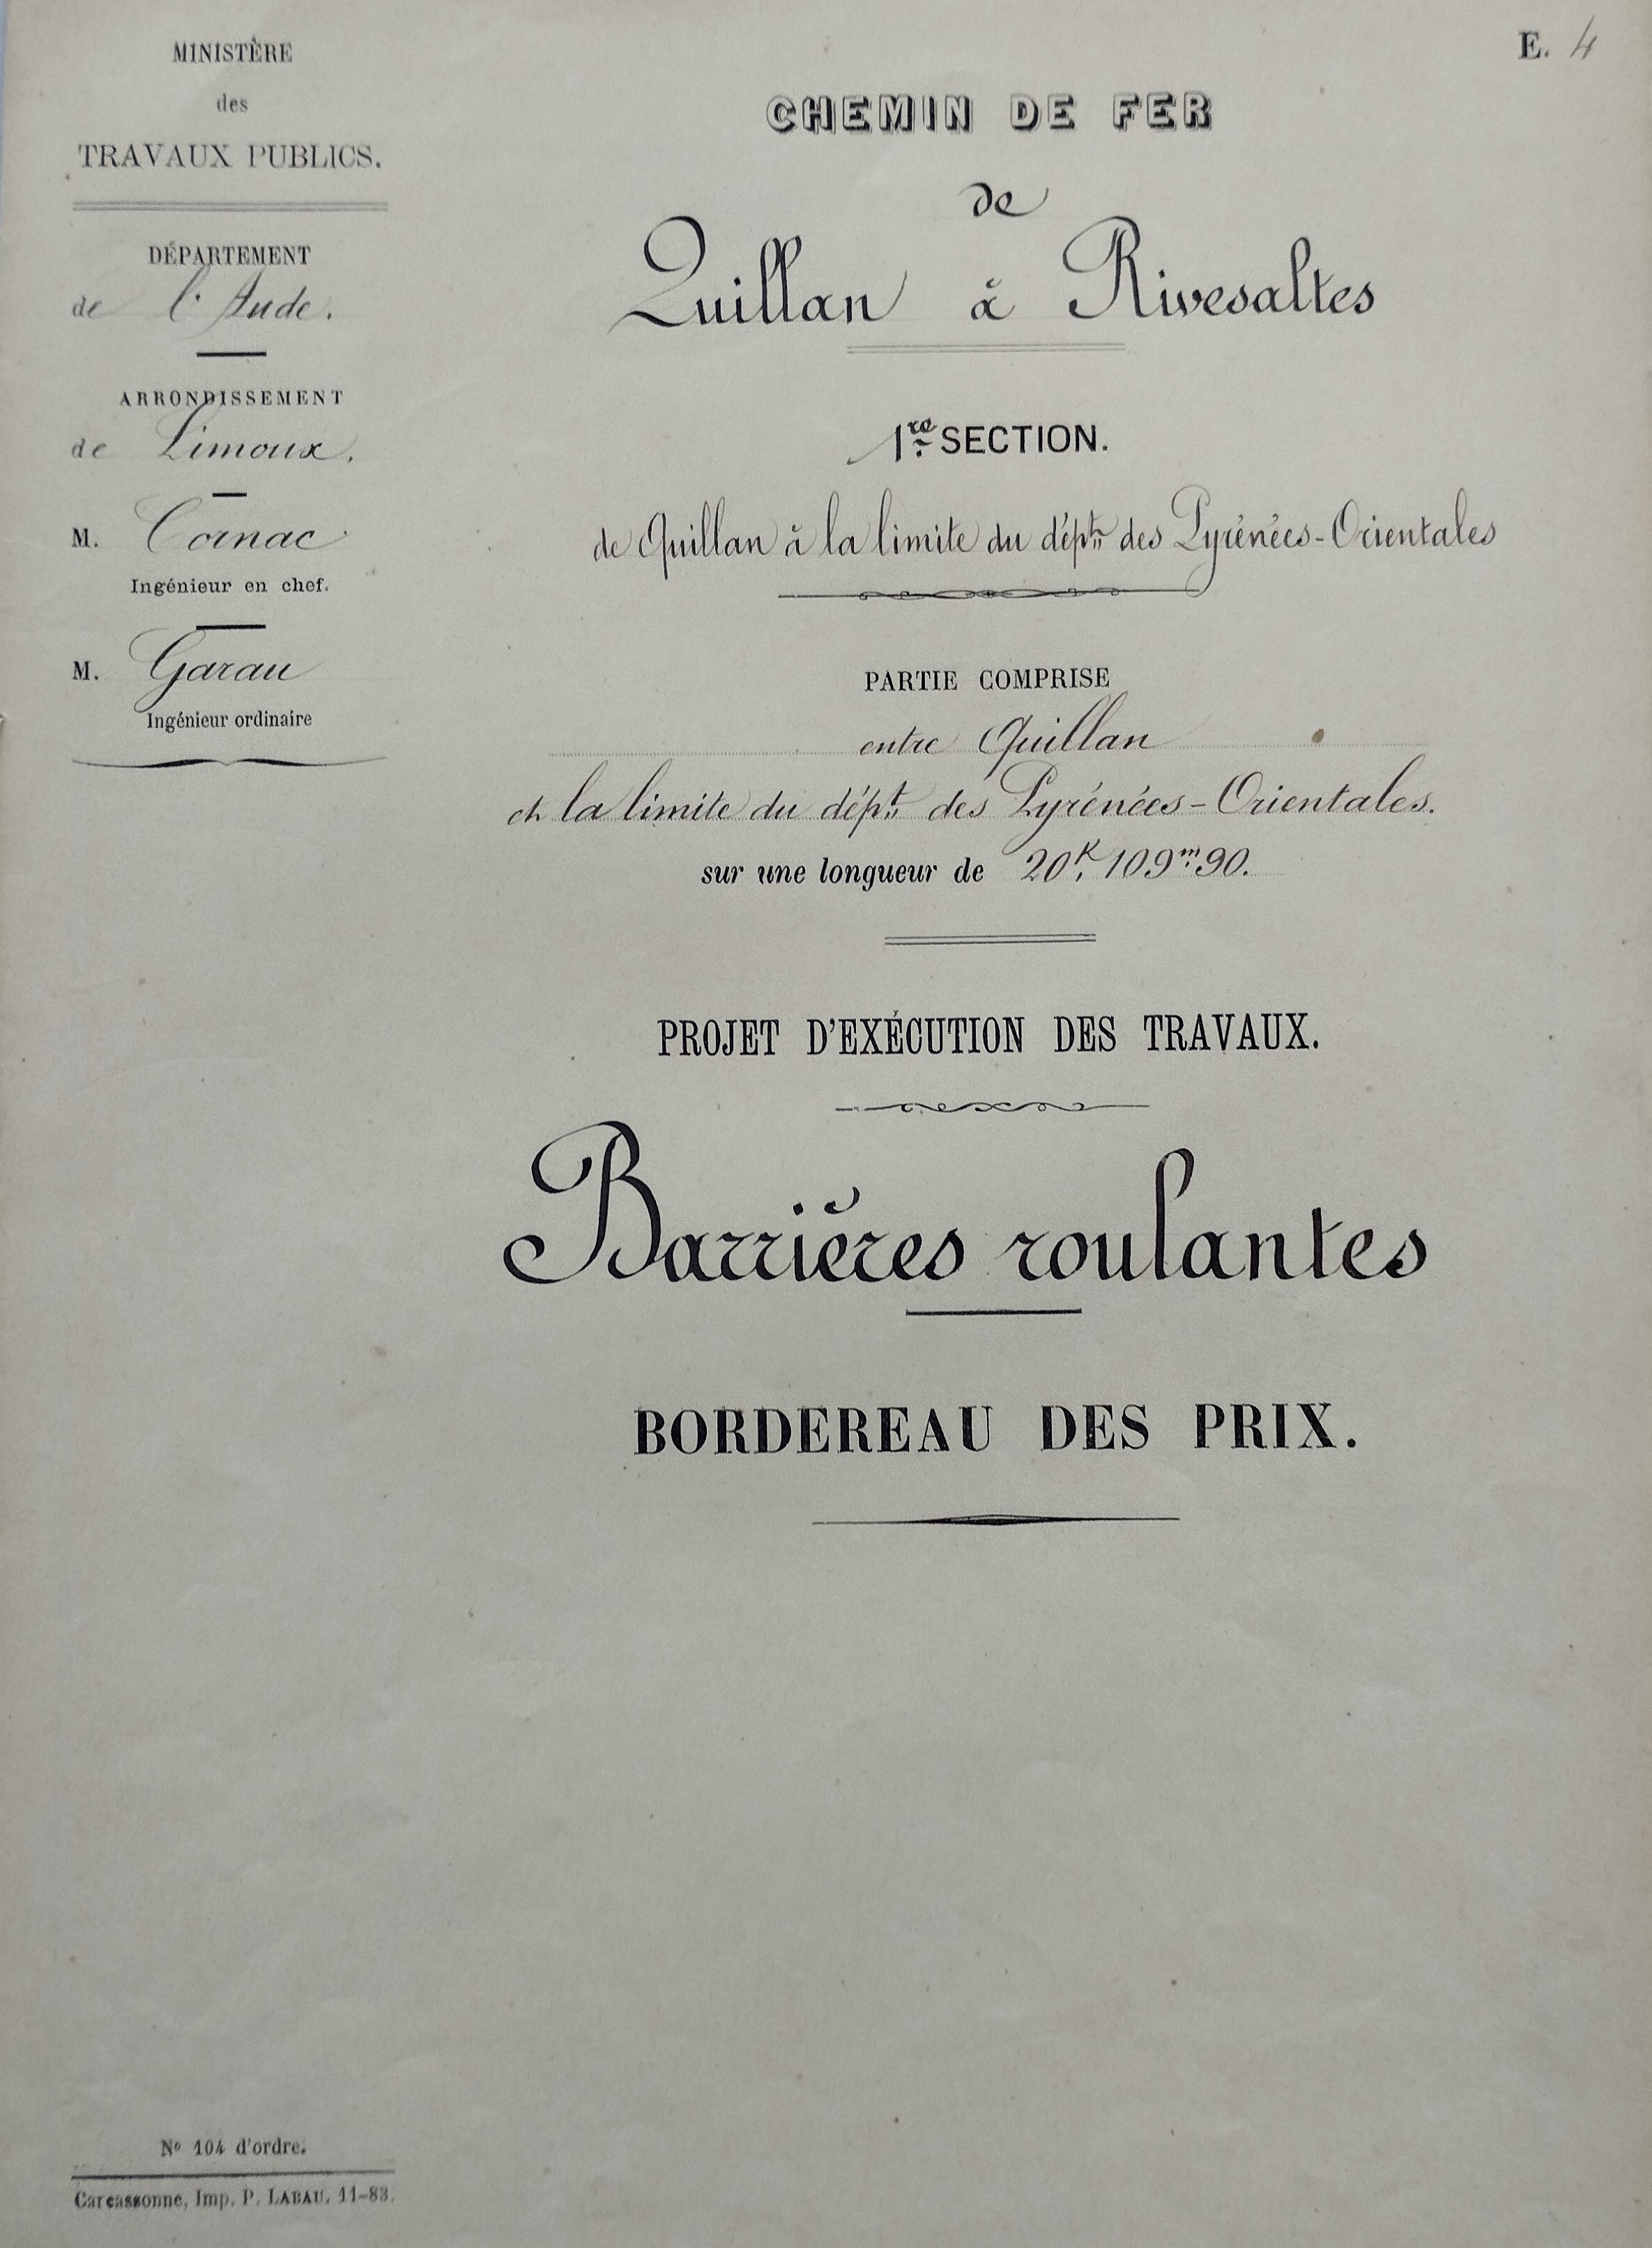 MINISTÈRE
des
TRAVAUX PUBLICS.
DÉPARTEMENT
de l'Aude.
ARRONDISSEMENT
de Limoux.
M. Cornac
Ingénieur en chef.
M. Garau
Ingénieur ordinaire
E. 4
CHEMIN DE FER
de
Quillan à Rivesaltes
1re SECTION.
de Quillan à la limite du dépt. des Pyrénées-Orientales
PARTIE COMPRISE
entre Quillan
et la limite du dépt. des Pyrénées-Orientales.
sur une longueur de 20K,109m90.
PROJET D'EXÉCUTION DES TRAVAUX.
Barrières roulantes
BORDEREAU DES PRIX.
No 104 d'ordre.
Carcassonne, Imp. P. LABAU. 11-83.